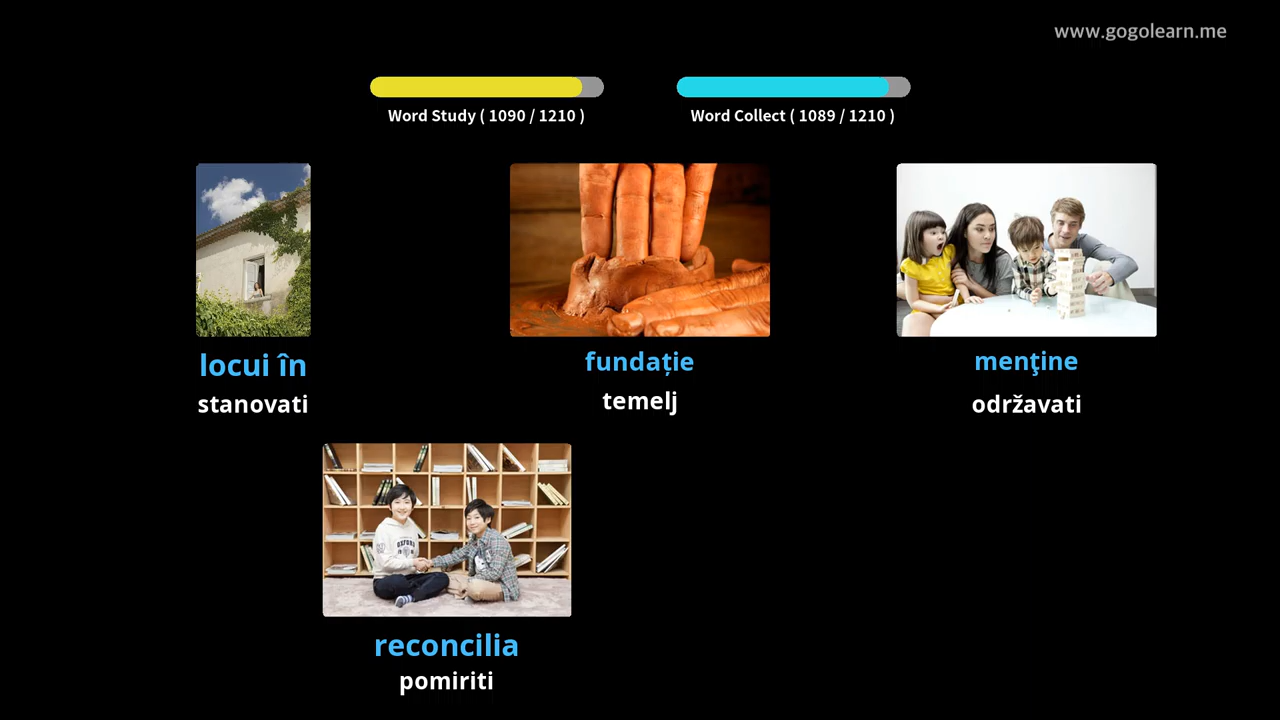 www.gogolearn.me
Word Study ( 1090 / 1210 )
Word Collect ( 1089 / 1210 )
locui în
stanovati
fundație
temelj
menţine
održavati
OXFORD
reconcilia
pomiriti